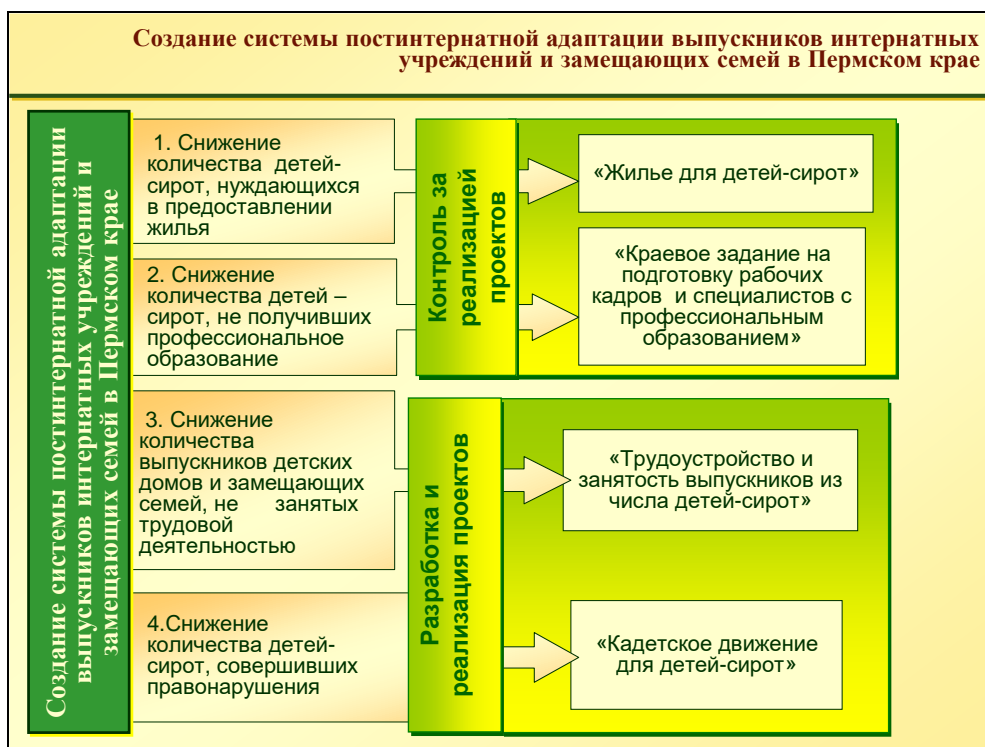 Создание системы постинтернатной адаптации выпускников интернатных
учреждений и замещающих семей в Пермском крае
Создание системы постинтернатной адаптации
выпускников интернатных учреждений и
замещающих семей в Пермском крае
1. Снижение
количества детей-
сирот, нуждающихся
в предоставлении
жилья
2. Снижение
количества детей –
сирот, не получивших
профессиональное
образование
3. Снижение
количества
выпускников детских
домов и замещающих
семей, не занятых
трудовой
деятельностью
4.Снижение
количества детей-
сирот, совершивших
правонарушения
Контроль за
реализацией
проектов
«Жилье для детей-сирот»
«Краевое задание на
подготовку рабочих
кадров и специалистов с
профессиональным
образованием»
Разработка и
реализация проектов
«Трудоустройство и
занятость выпускников из
числа детей-сирот»
«Кадетское движение
для детей-сирот»